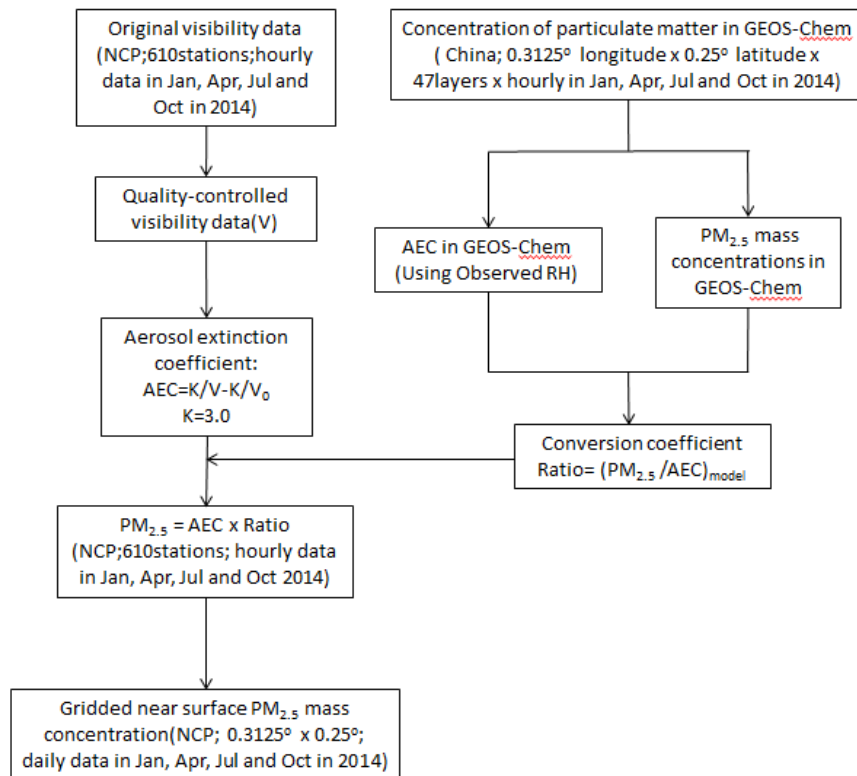 Original visibility data
(NCP;610stations;hourly
data in Jan, Apr, Jul and
Oct in 2014)
Concentration of particulate matter in GEOS-Chem
( China; 0.3125° longitude x 0.25° latitude x
47layers x hourly in Jan, Apr, Jul and Oct in 2014)
Quality-controlled
visibility data(V)
AEC in GEOS-Chem
(Using Observed RH)
PM2.5 mass
concentrations in
GEOS-Chem
Aerosol extinction
coefficient:
AEC=K/V-K/V0
K=3.0
Conversion coefficient
Ratio= (PM2.5 /AEC)model
PM2.5 = AEC x Ratio
(NCP;610stations; hourly data
in Jan, Apr, Jul and Oct 2014)
Gridded near surface PM2.5 mass
concentration(NCP; 0.3125° x 0.25°;
daily data in Jan, Apr, Jul and Oct in 2014)